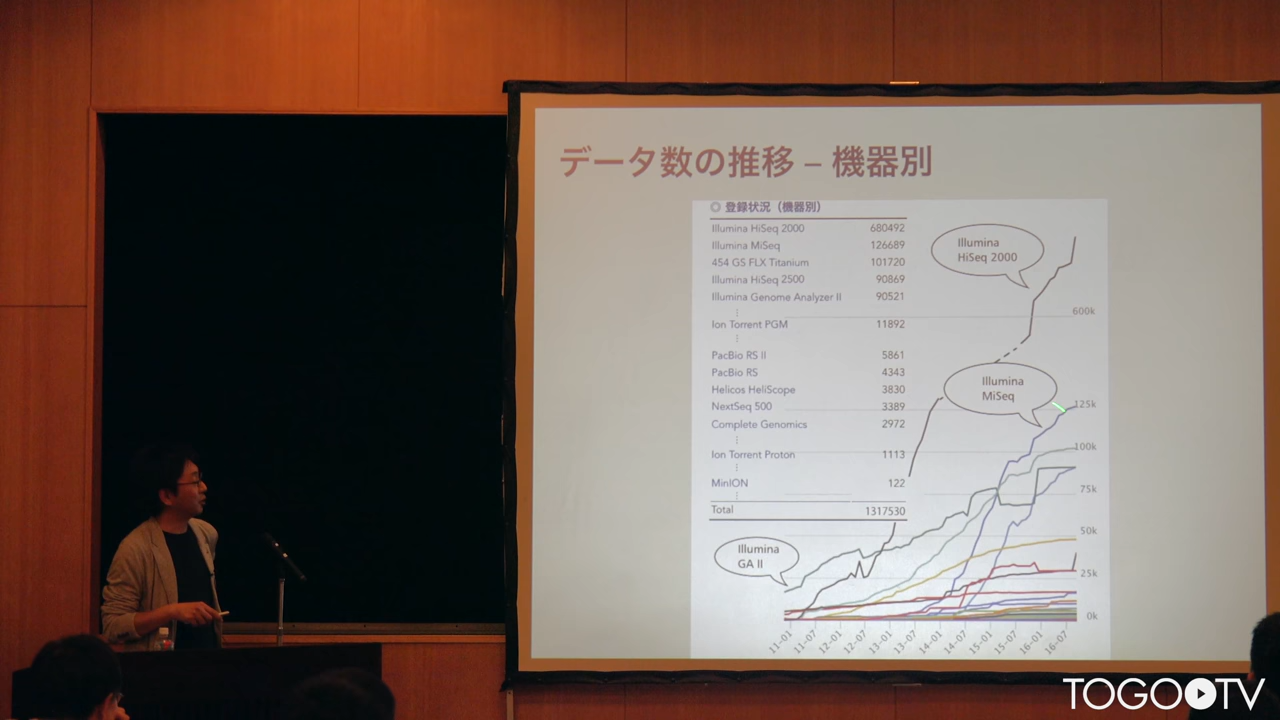 データ数の推移 – 機器別
◎ 登録状況（機器別）
Illumina HiSeq 2000 680492
Illumina MiSeq 126689
454 GS FLX Titanium 101720
Illumina HiSeq 2500 90869
Illumina Genome Analyzer II 90521
⋮
Ion Torrent PGM 11892
⋮
PacBio RS II 5861
PacBio RS 4343
Helicos HeliScope 3830
NextSeq 500 3389
Complete Genomics 2972
⋮
Ion Torrent Proton 1113
⋮
MinION 122
⋮
Total 1317530
Illumina
HiSeq 2000
Illumina
MiSeq
Illumina
GA II
600k
125k
100k
75k
50k
25k
0k
11-01
11-07
12-01
12-07
13-01
13-07
14-01
14-07
15-01
15-07
16-01
16-07
TOGO TV